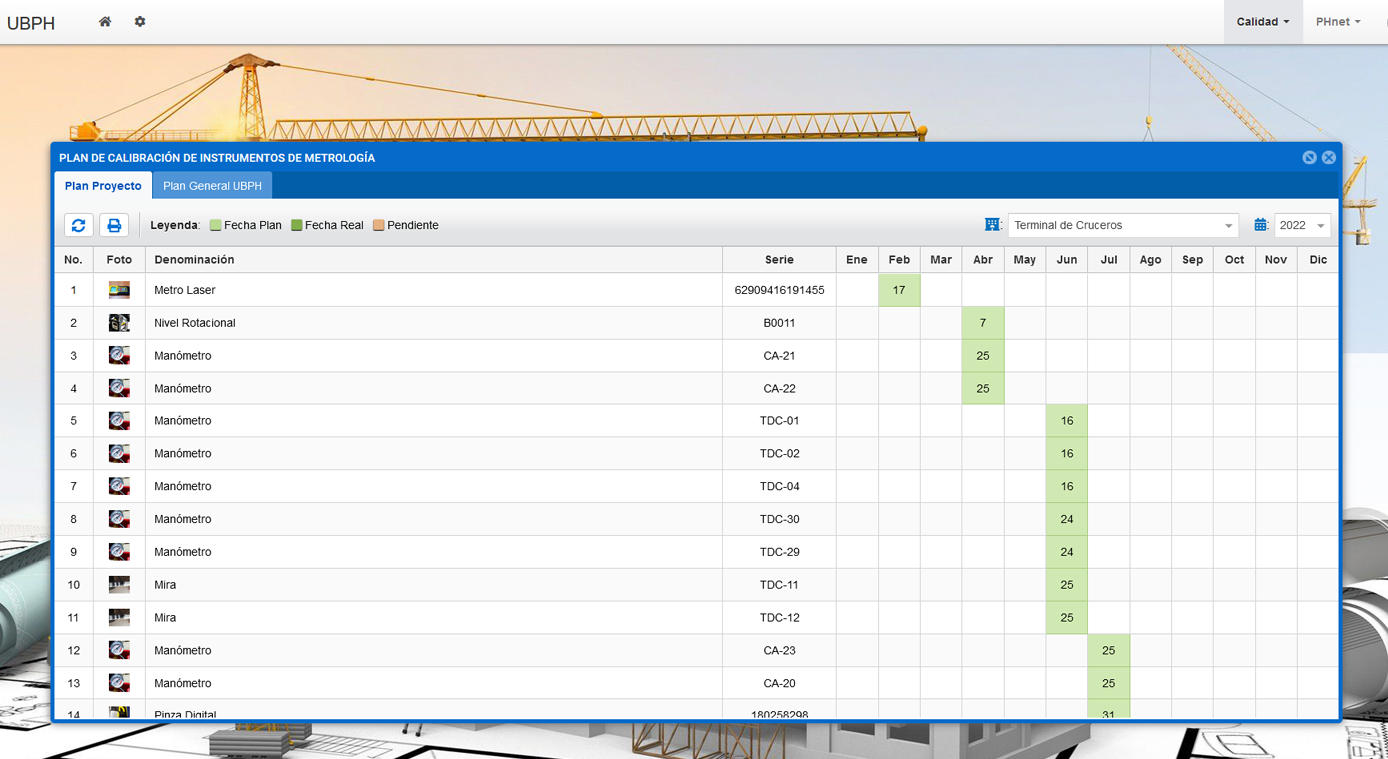 UBPH
Calidad
PHnet
PLAN DE CALIBRACIÓN DE INSTRUMENTOS DE METROLOGÍA
Plan Proyecto Plan General UBPH
Leyenda: Fecha Plan Fecha Real Pendiente : Terminal de Cruceros : 2022
No. Foto Denominación Serie Ene Feb Mar Abr May Jun Jul Ago Sep Oct Nov Dic
1 Metro Laser 62909416191455 17
2 Nivel Rotacional B0011 7
3 Manómetro CA-21 25
4 Manómetro CA-22 25
5 Manómetro TDC-01 16
6 Manómetro TDC-02 16
7 Manómetro TDC-04 16
8 Manómetro TDC-30 24
9 Manómetro TDC-29 24
10 Mira TDC-11 25
11 Mira TDC-12 25
12 Manómetro CA-23 25
13 Manómetro CA-20 25
14 Pinza Digital 180258298 31